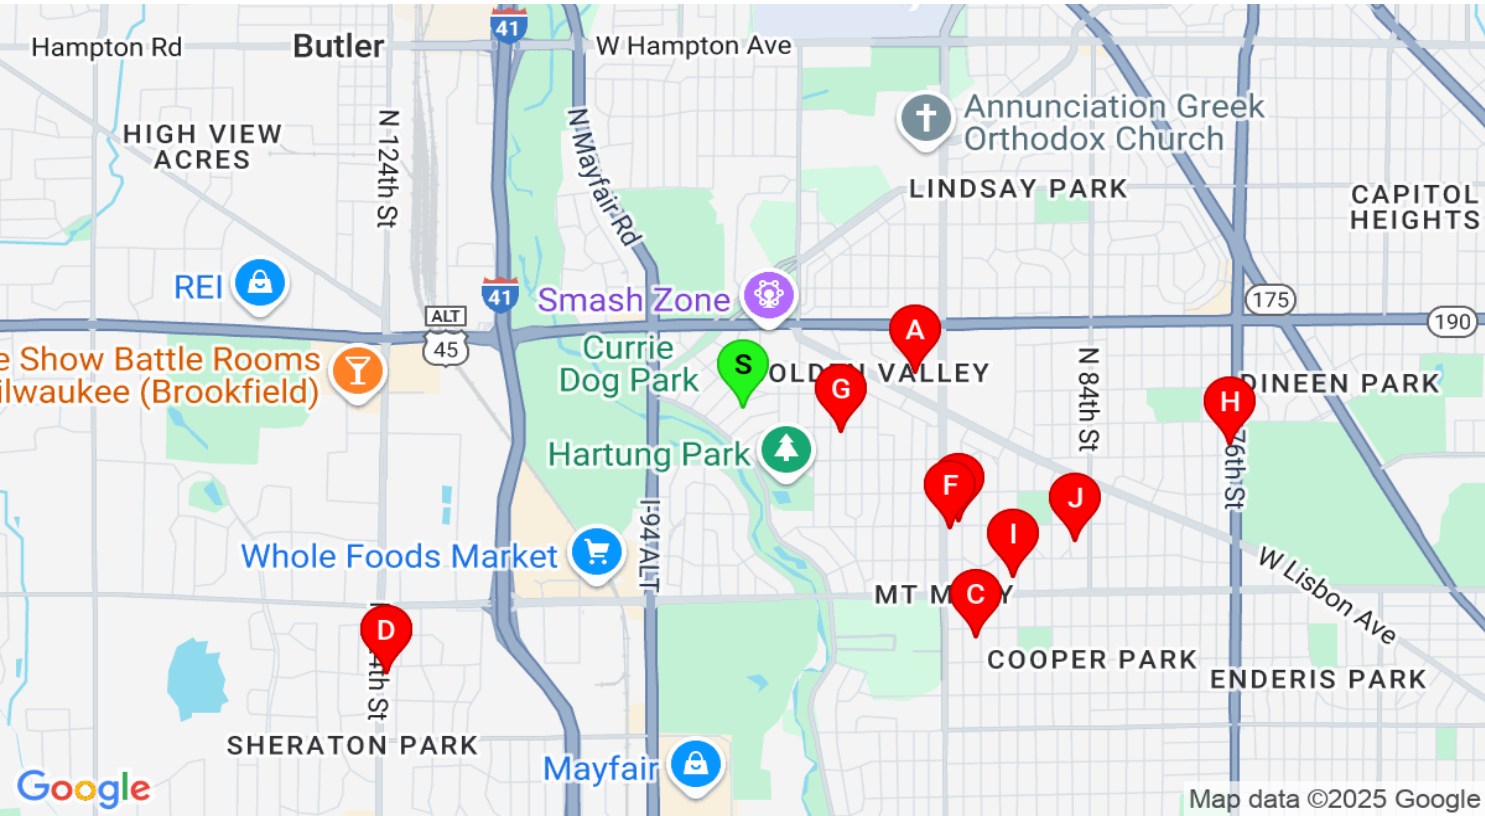 41
Hampton Rd
Butler
W Hampton Ave
Annunciation Greek
Orthodox Church
HIGH VIEW
ACRES
N 124th St
N Mayfair Rd
LINDSAY PARK
CAPITOL
HEIGHTS
REI
41
Smash Zone
175
190
ALT
45
A
e Show Battle Rooms
ilwaukee (Brookfield)
Currie
Dog Park
S
OLDEN VALLEY
G
N 84th St
DINEEN PARK
H
76th St
Hartung Park
F
J
I
I-94 ALT
Whole Foods Market
W Lisbon Ave
MT M
Y
C
D
4th St
COOPER PARK
ENDERIS PARK
SHERATON PARK
Mayfair
Google
Map data ©2025 Google